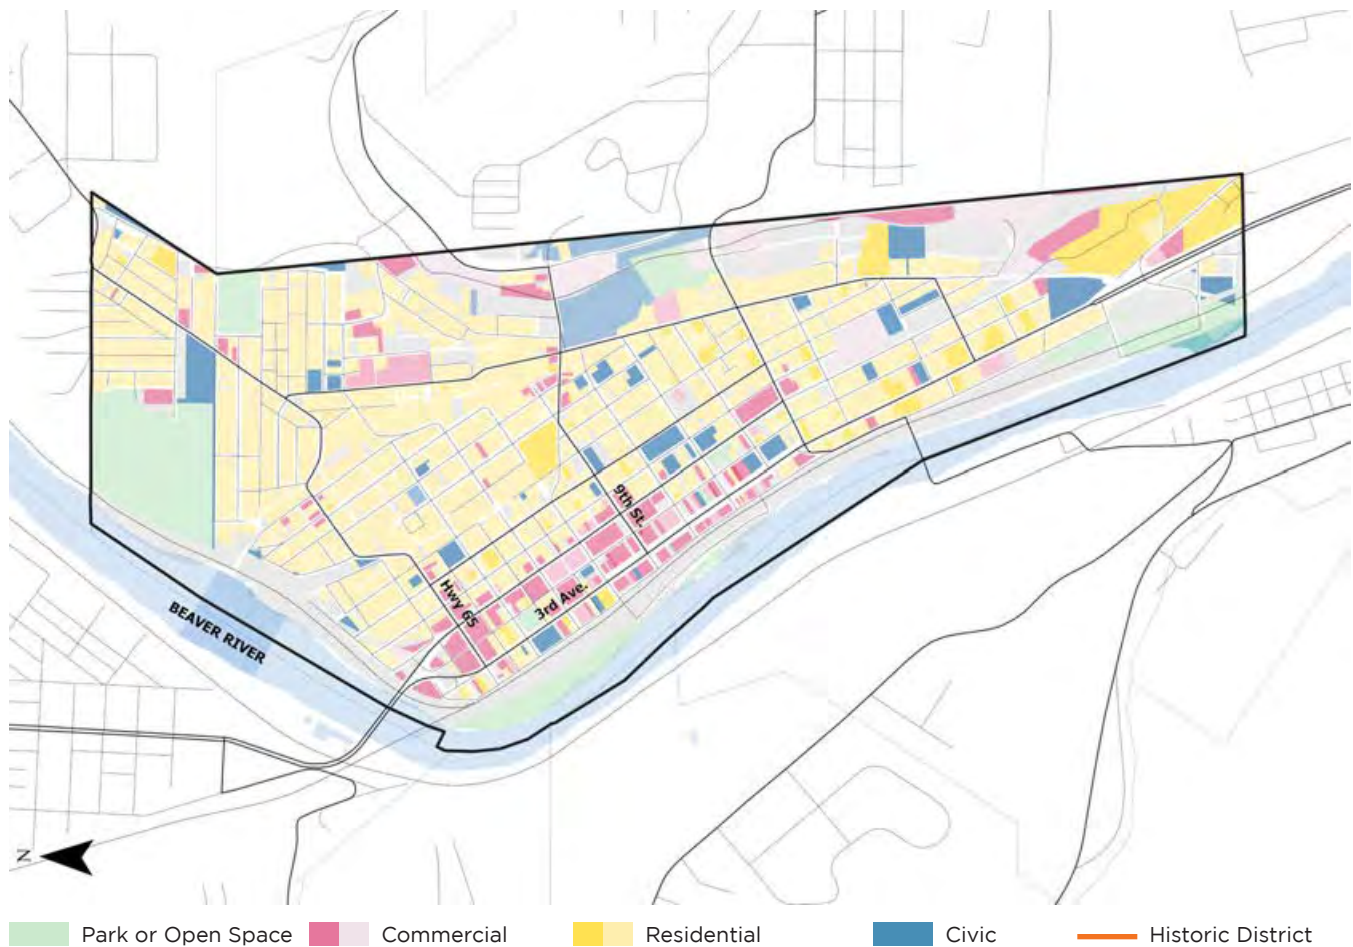 9th St.
Hwy 65
3rd Ave.
BEAVER RIVER
N
Park or Open Space
Commercial
Residential
Civic
Historic District